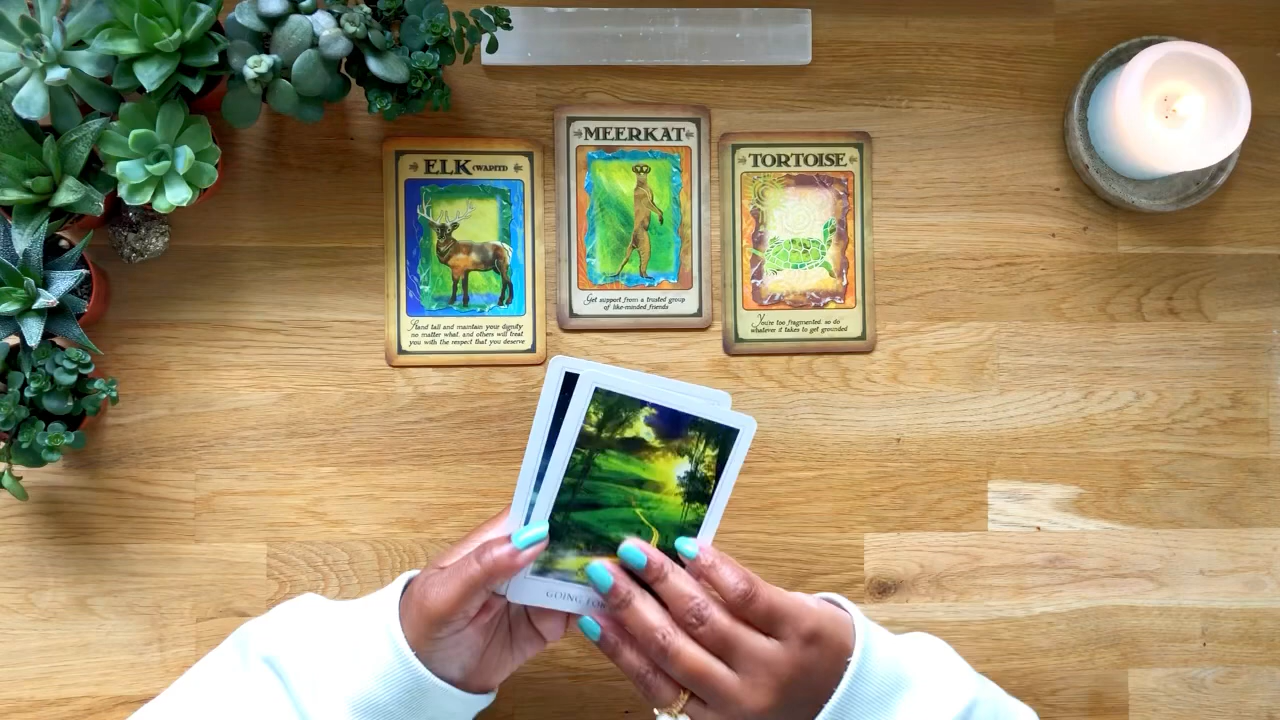 ELK (WAPITI)
Stand tall and maintain your dignity
no matter what, and others will treat
you with the respect that you deserve
MEERKAT
Get support from a trusted group
of like-minded friends
TORTOISE
You're too fragmented, so do
whatever it takes to get grounded
GOING FOR